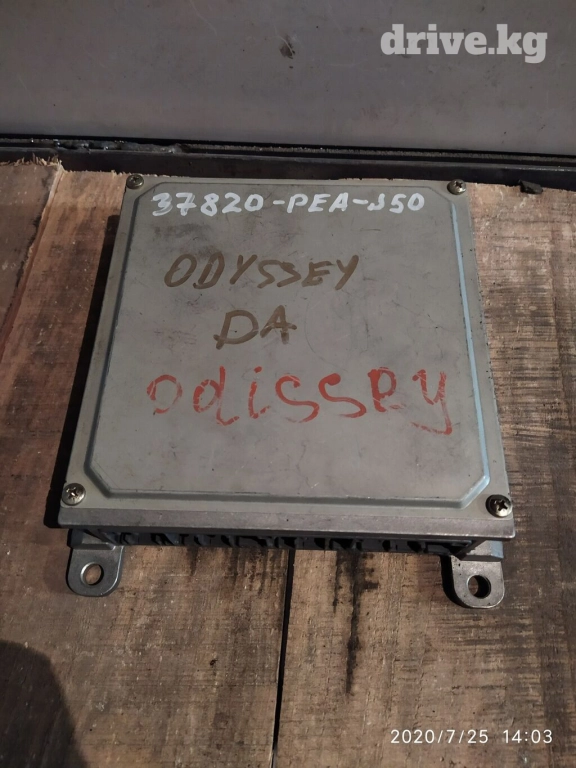 drive.kg
37820-PEA-J50
ODYSSEY
DA
odissey
2020/7/25 14:03